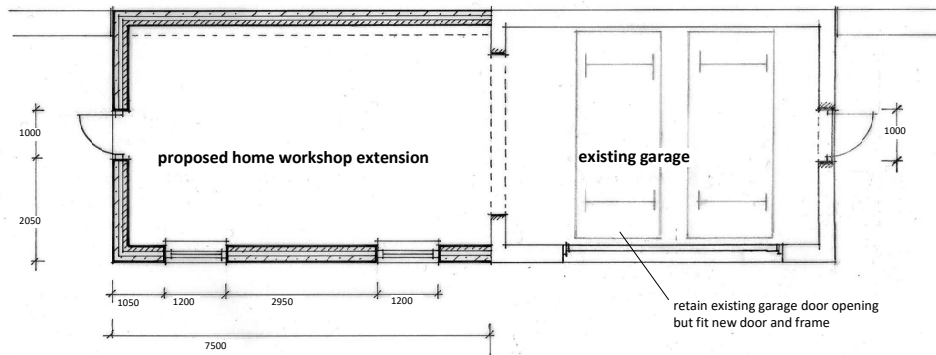 1000
proposed home workshop extension
existing garage
1000
2050
1050
1200
2950
1200
retain existing garage door opening
but fit new door and frame
7500